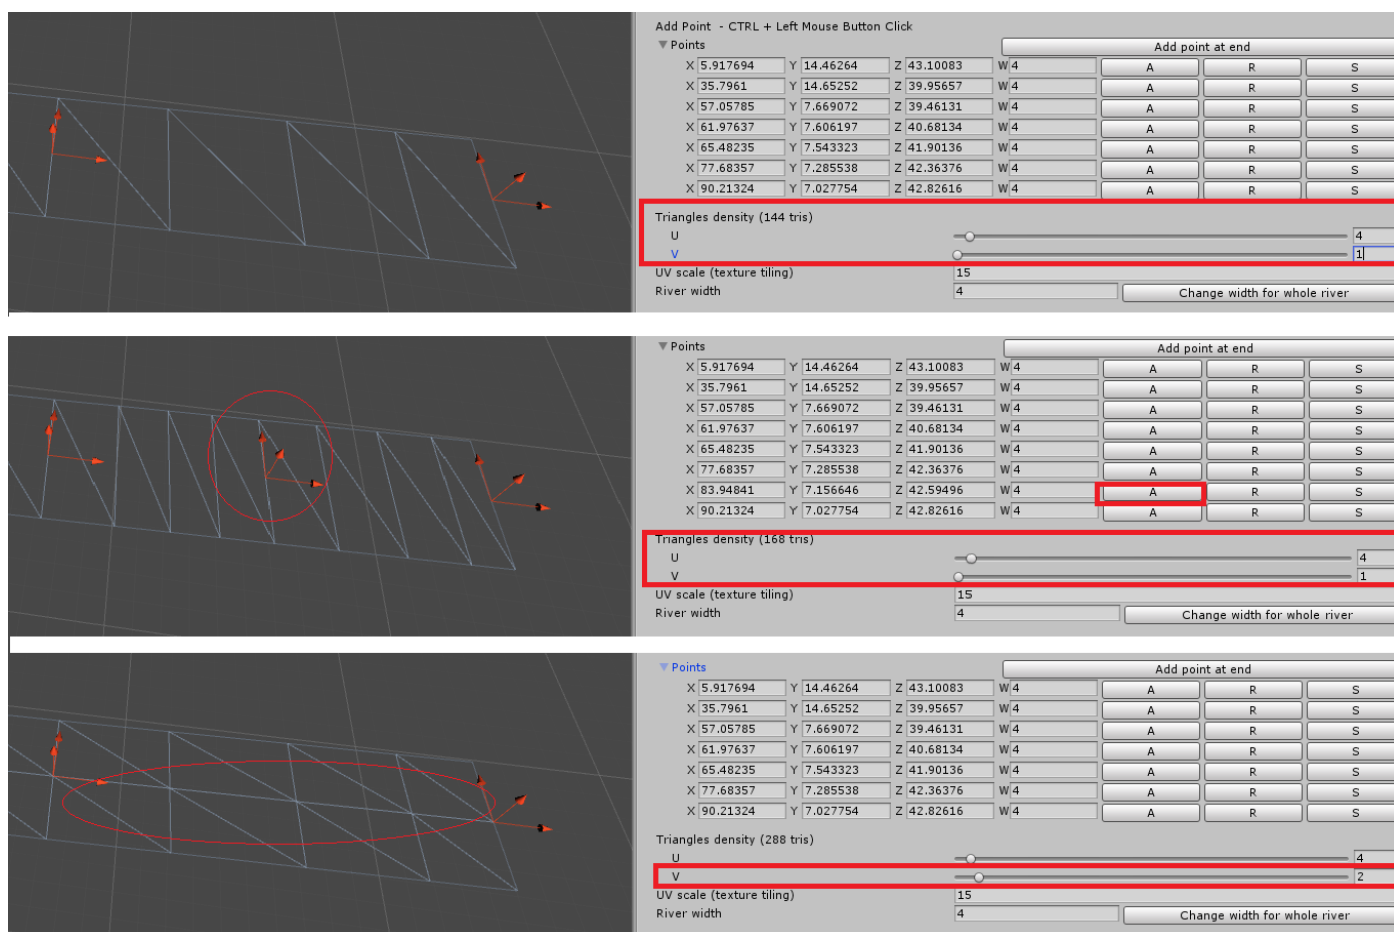 Add Point - CTRL + Left Mouse Button Click
Points Add point at end
X 5.917694 Y 14.46264 Z 43.10083 W 4 A R S
X 35.7961 Y 14.65252 Z 39.95657 W 4 A R S
X 57.05785 Y 7.669072 Z 39.46131 W 4 A R S
X 61.97637 Y 7.606197 Z 40.68134 W 4 A R S
X 65.48235 Y 7.543323 Z 41.90136 W 4 A R S
X 77.68357 Y 7.285538 Z 42.36376 W 4 A R S
X 90.21324 Y 7.027754 Z 42.82616 W 4 A R S
Triangles density (144 tris)
U 4
V 1
UV scale (texture tiling) 15
River width 4 Change width for whole river
Points Add point at end
X 5.917694 Y 14.46264 Z 43.10083 W 4 A R S
X 35.7961 Y 14.65252 Z 39.95657 W 4 A R S
X 57.05785 Y 7.669072 Z 39.46131 W 4 A R S
X 61.97637 Y 7.606197 Z 40.68134 W 4 A R S
X 65.48235 Y 7.543323 Z 41.90136 W 4 A R S
X 77.68357 Y 7.285538 Z 42.36376 W 4 A R S
X 83.94841 Y 7.156646 Z 42.59496 W 4 A R S
X 90.21324 Y 7.027754 Z 42.82616 W 4 A R S
Triangles density (168 tris)
U 4
V 1
UV scale (texture tiling) 15
River width 4 Change width for whole river
Points Add point at end
X 5.917694 Y 14.46264 Z 43.10083 W 4 A R S
X 35.7961 Y 14.65252 Z 39.95657 W 4 A R S
X 57.05785 Y 7.669072 Z 39.46131 W 4 A R S
X 61.97637 Y 7.606197 Z 40.68134 W 4 A R S
X 65.48235 Y 7.543323 Z 41.90136 W 4 A R S
X 77.68357 Y 7.285538 Z 42.36376 W 4 A R S
X 90.21324 Y 7.027754 Z 42.82616 W 4 A R S
Triangles density (288 tris)
U 4
V 2
UV scale (texture tiling) 15
River width 4 Change width for whole river